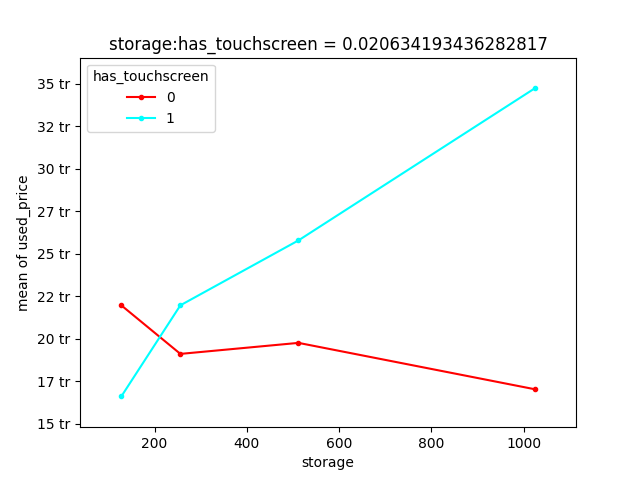 storage:has_touchscreen = 0.020634193436282817
has_touchscreen
0
1
35 tr
32 tr
30 tr
27 tr
25 tr
22 tr
20 tr
17 tr
15 tr
mean of used_price
200 400 600 800 1000
storage